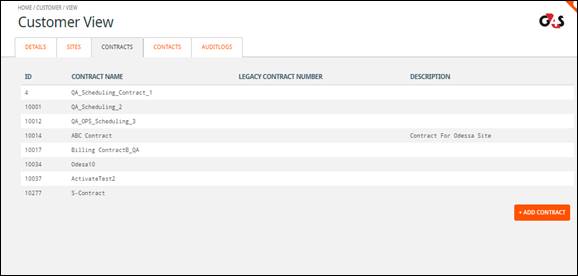 HOME / CUSTOMER / VIEW
Customer View
G4S
DETAILS SITES CONTRACTS CONTACTS AUDITLOGS
ID CONTRACT NAME LEGACY CONTRACT NUMBER DESCRIPTION
4 QA_Scheduling_Contract_1
10001 QA_Scheduling_2
10012 QA_OPS_Scheduling_3
10014 ABC Contract Contract For Odessa Site
10017 Billing ContractB_QA
10034 Odesa10
10037 ActivateTest2
10277 S-Contract
+ ADD CONTRACT